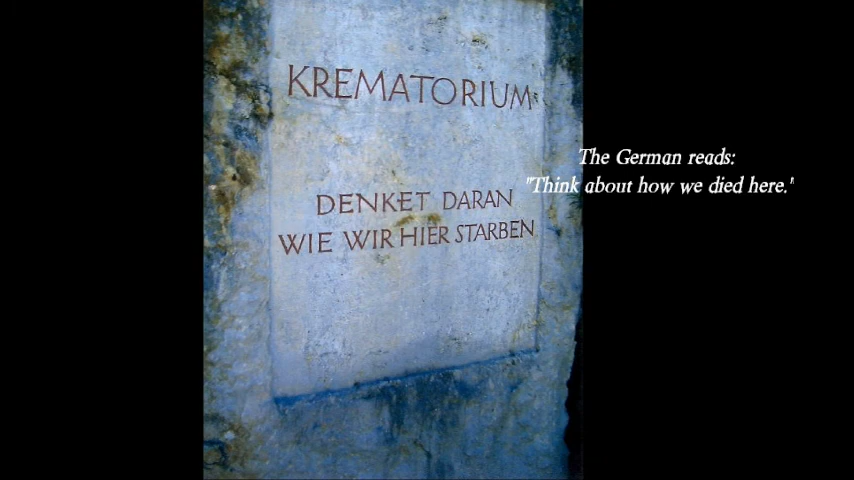 KREMATORIUM
DENKET DARAN
WIE WIR HIER STARBEN
The German reads:
"Think about how we died here."